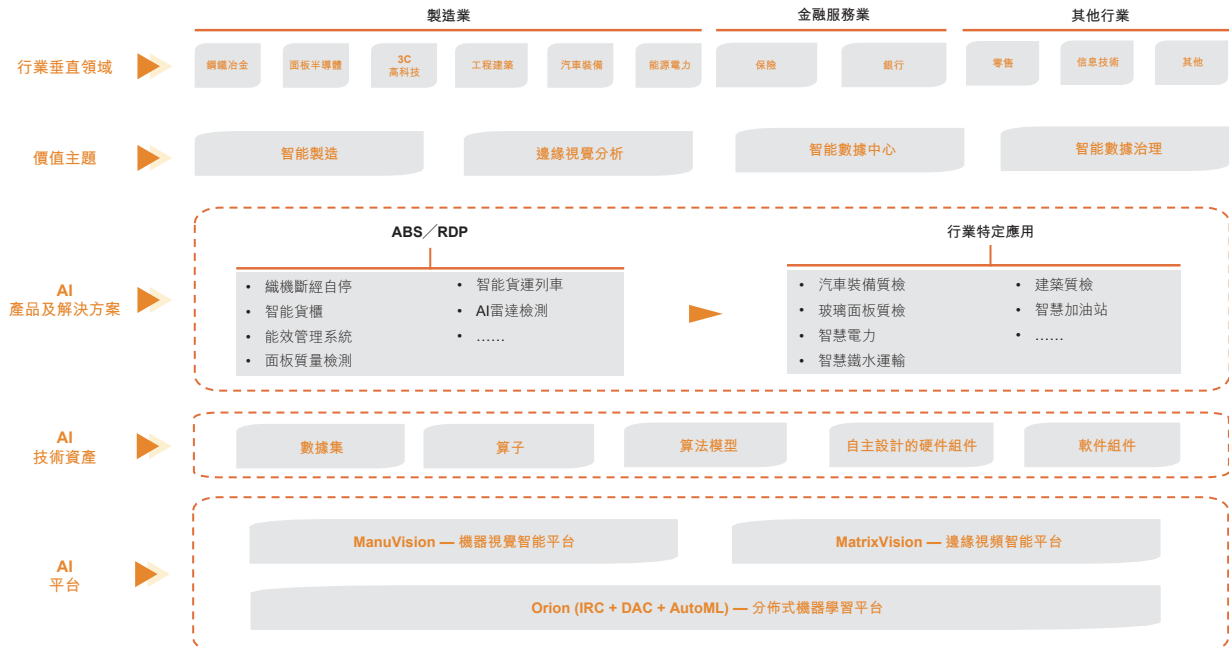 製造業
金融服務業
其他行業
行業垂直領域
鋼鐵冶金
面板半導體
3C
高科技
工程建築
汽車裝備
能源電力
保險
銀行
零售
信息技術
其他
價值主題
智能製造
邊緣視覺分析
智能數據中心
智能數據治理
AI
產品及解決方案
ABS／RDP
• 織機斷經自停
• 智能貨櫃
• 能效管理系統
• 面板質量檢測
• 智能貨運列車
• AI雷達檢測
• ……
行業特定應用
• 汽車裝備質檢
• 玻璃面板質檢
• 智慧電力
• 智慧鐵水運輸
• 建築質檢
• 智慧加油站
• ……
AI
技術資產
數據集
算子
算法模型
自主設計的硬件組件
軟件組件
AI
平台
ManuVision — 機器視覺智能平台
MatrixVision — 邊緣視頻智能平台
Orion (IRC + DAC + AutoML) — 分佈式機器學習平台